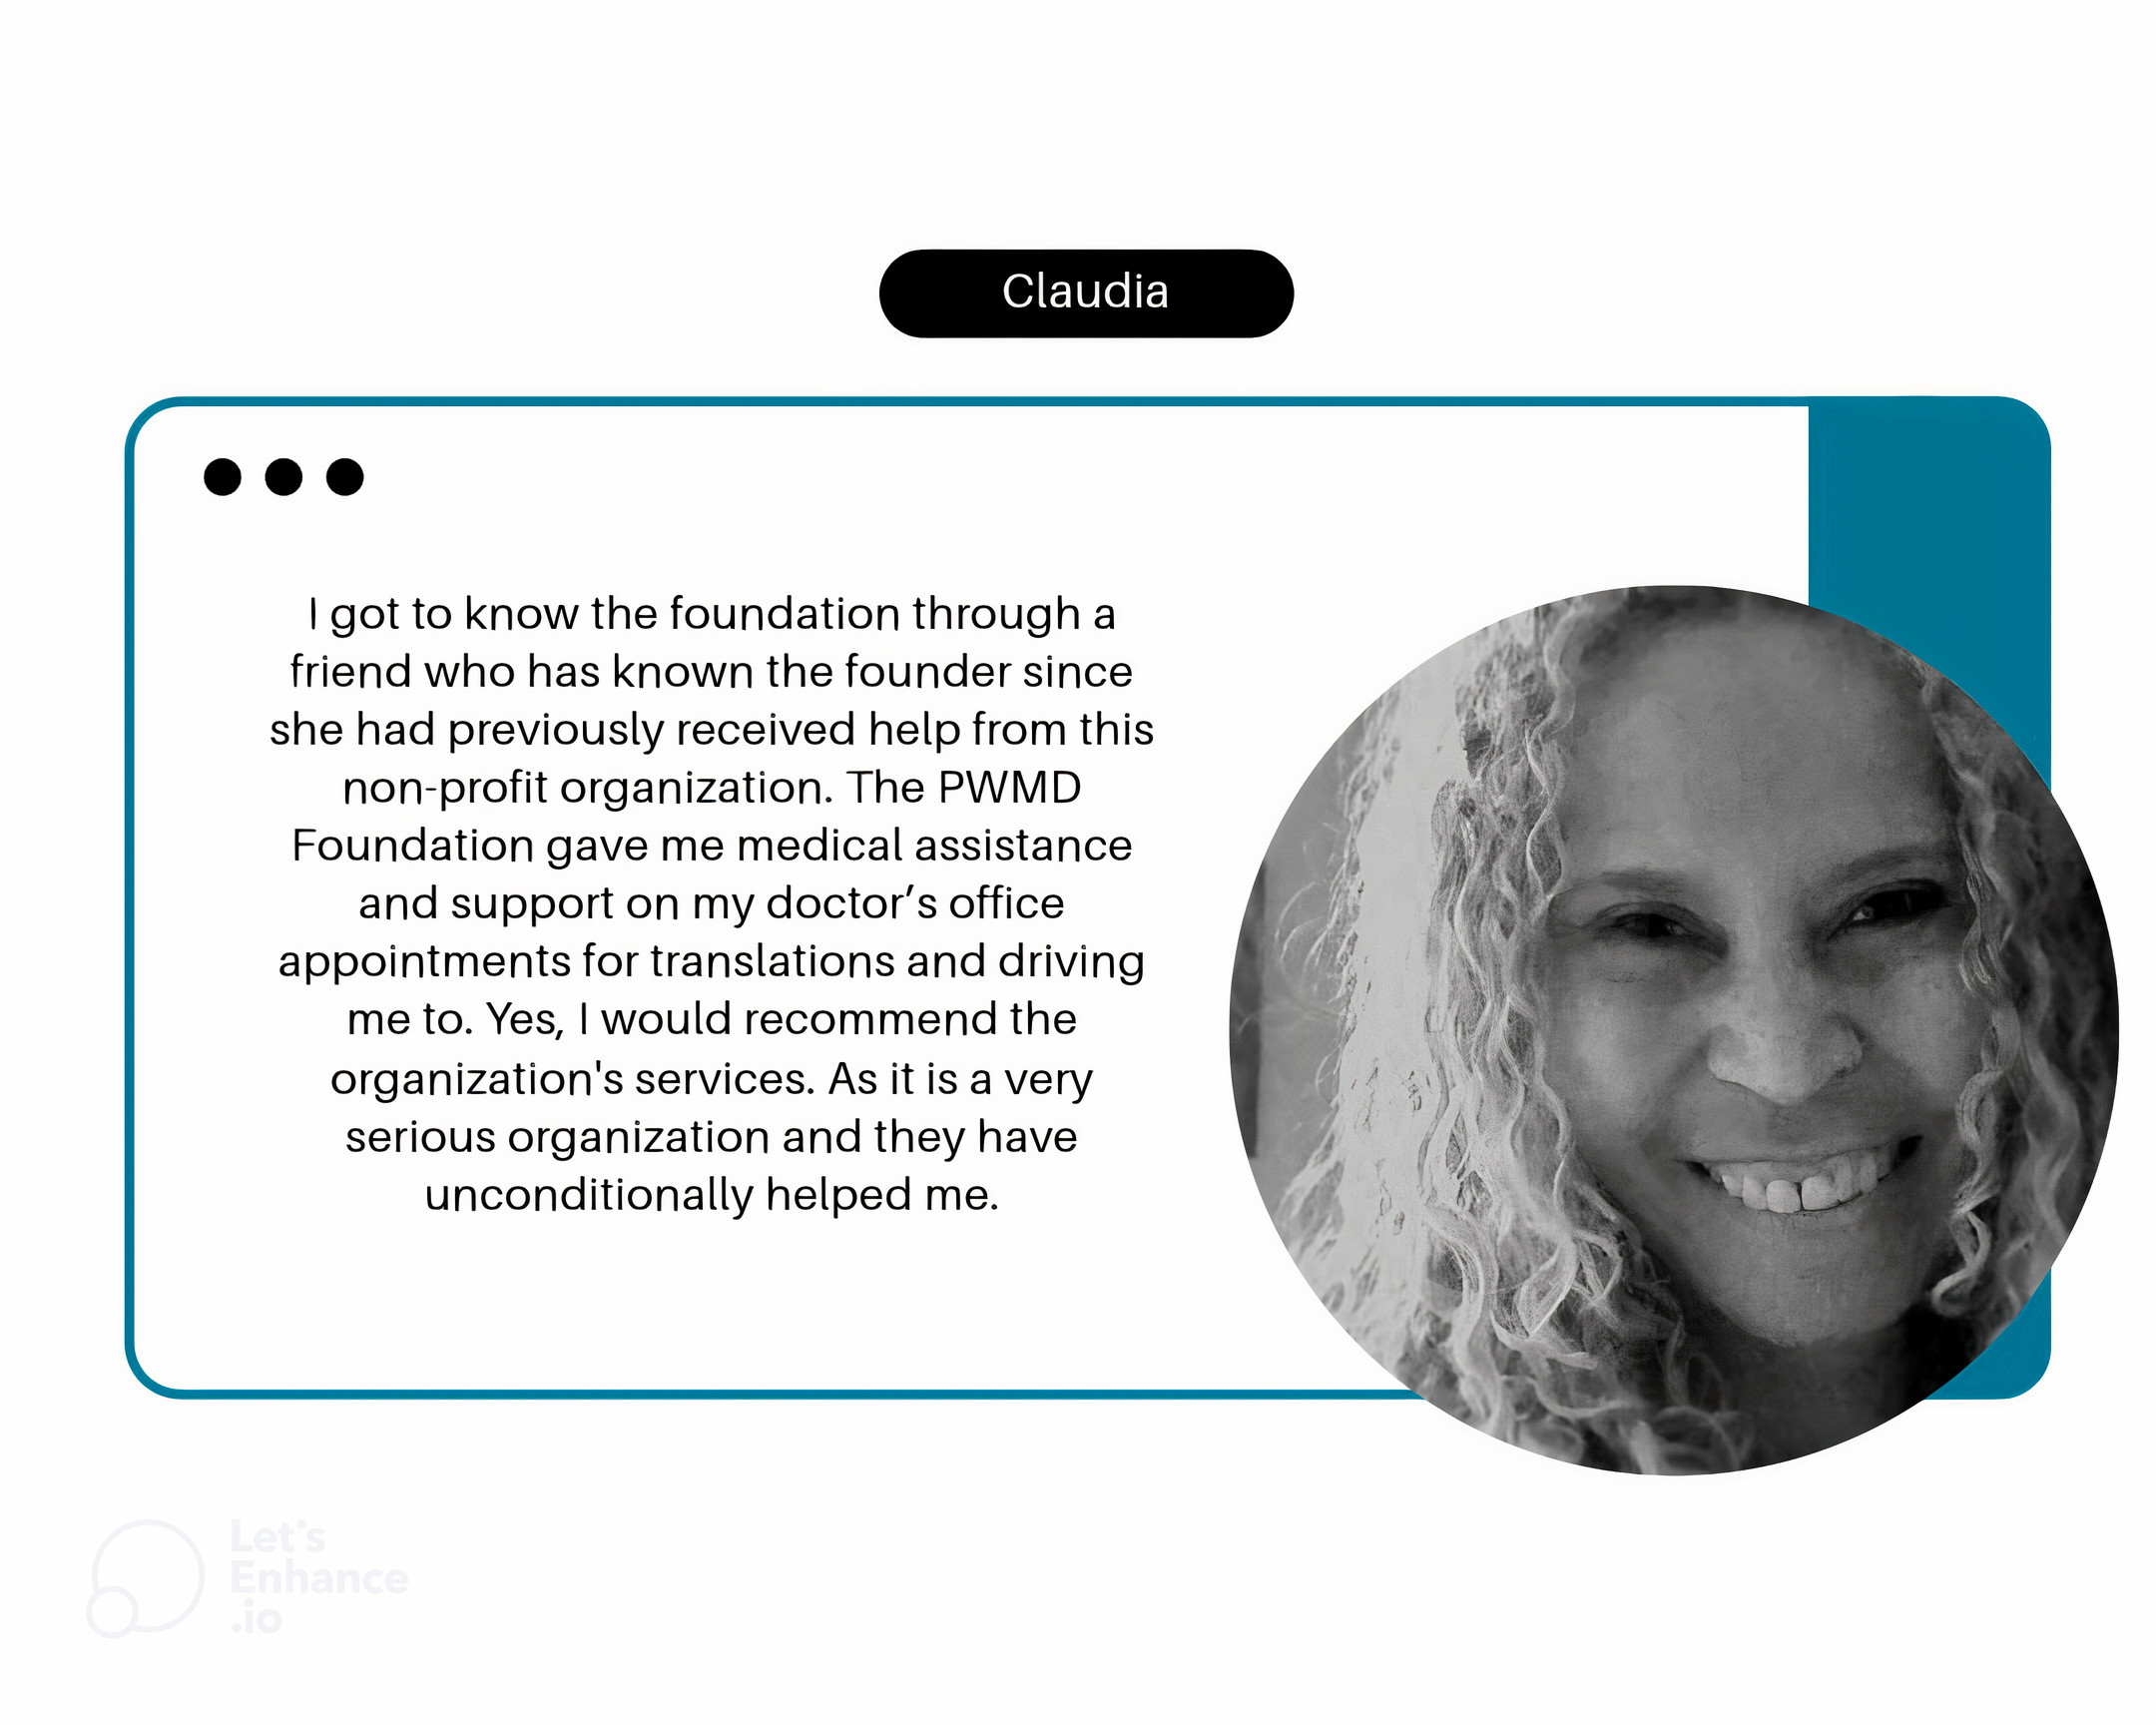 Claudia
I got to know the foundation through a
friend who has known the founder since
she had previously received help from this
non-profit organization. The PWMD
Foundation gave me medical assistance
and support on my doctor’s office
appointments for translations and driving
me to. Yes, I would recommend the
organization's services. As it is a very
serious organization and they have
unconditionally helped me.
Let's
Enhance
.io